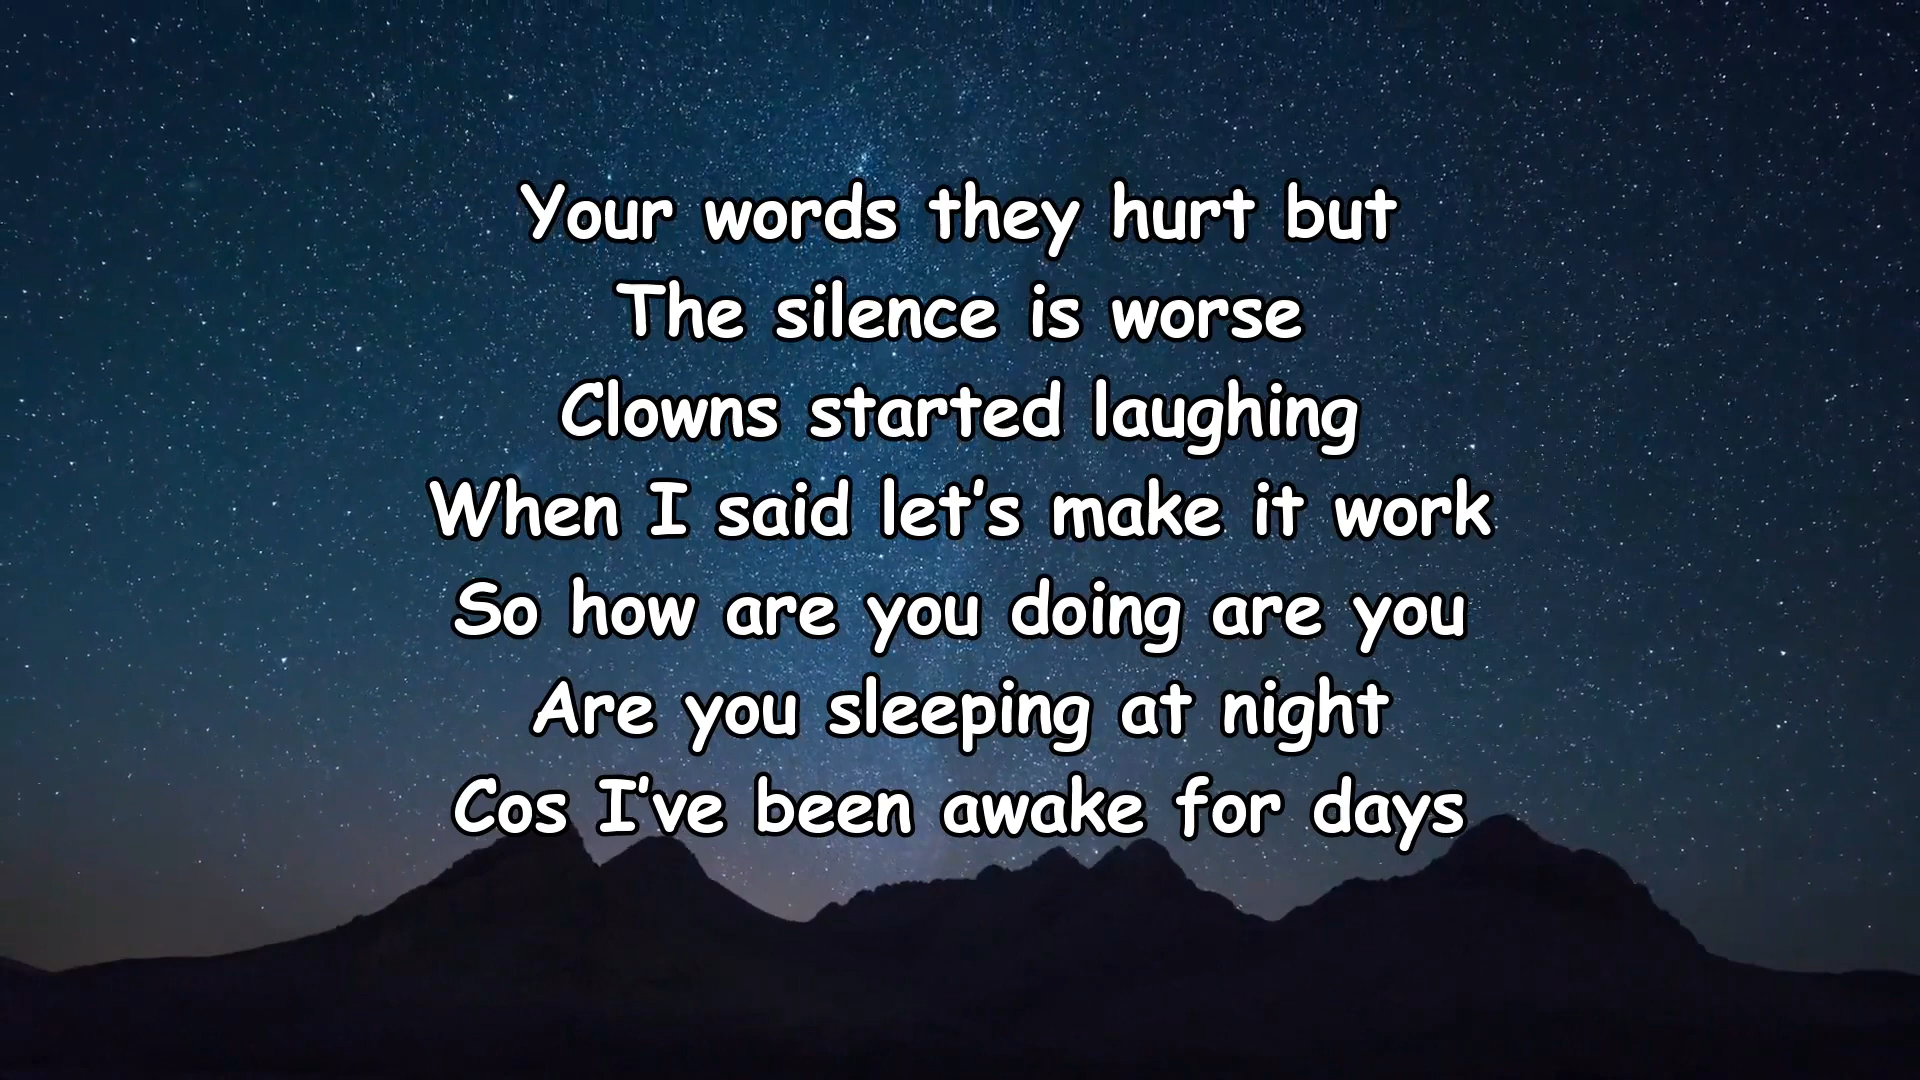 Your words they hurt but
The silence is worse
Clowns started laughing
When I said let's make it work
So how are you doing are you
Are you sleeping at night
Cos I've been awake for days